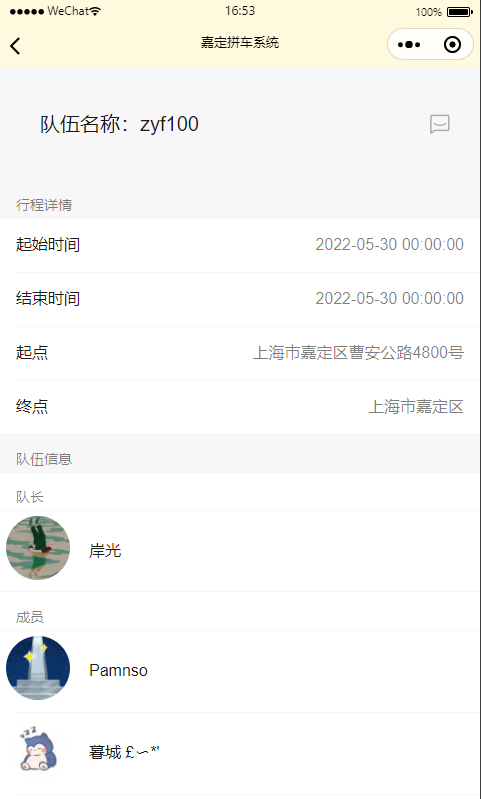 WeChat 16:53 100%
嘉定拼车系统
队伍名称：zyf100
行程详情
起始时间 2022-05-30 00:00:00
结束时间 2022-05-30 00:00:00
起点 上海市嘉定区曹安公路4800号
终点 上海市嘉定区
队伍信息
队长
岸光
成员
Pamnso
zzZ
暮城 £∽*'